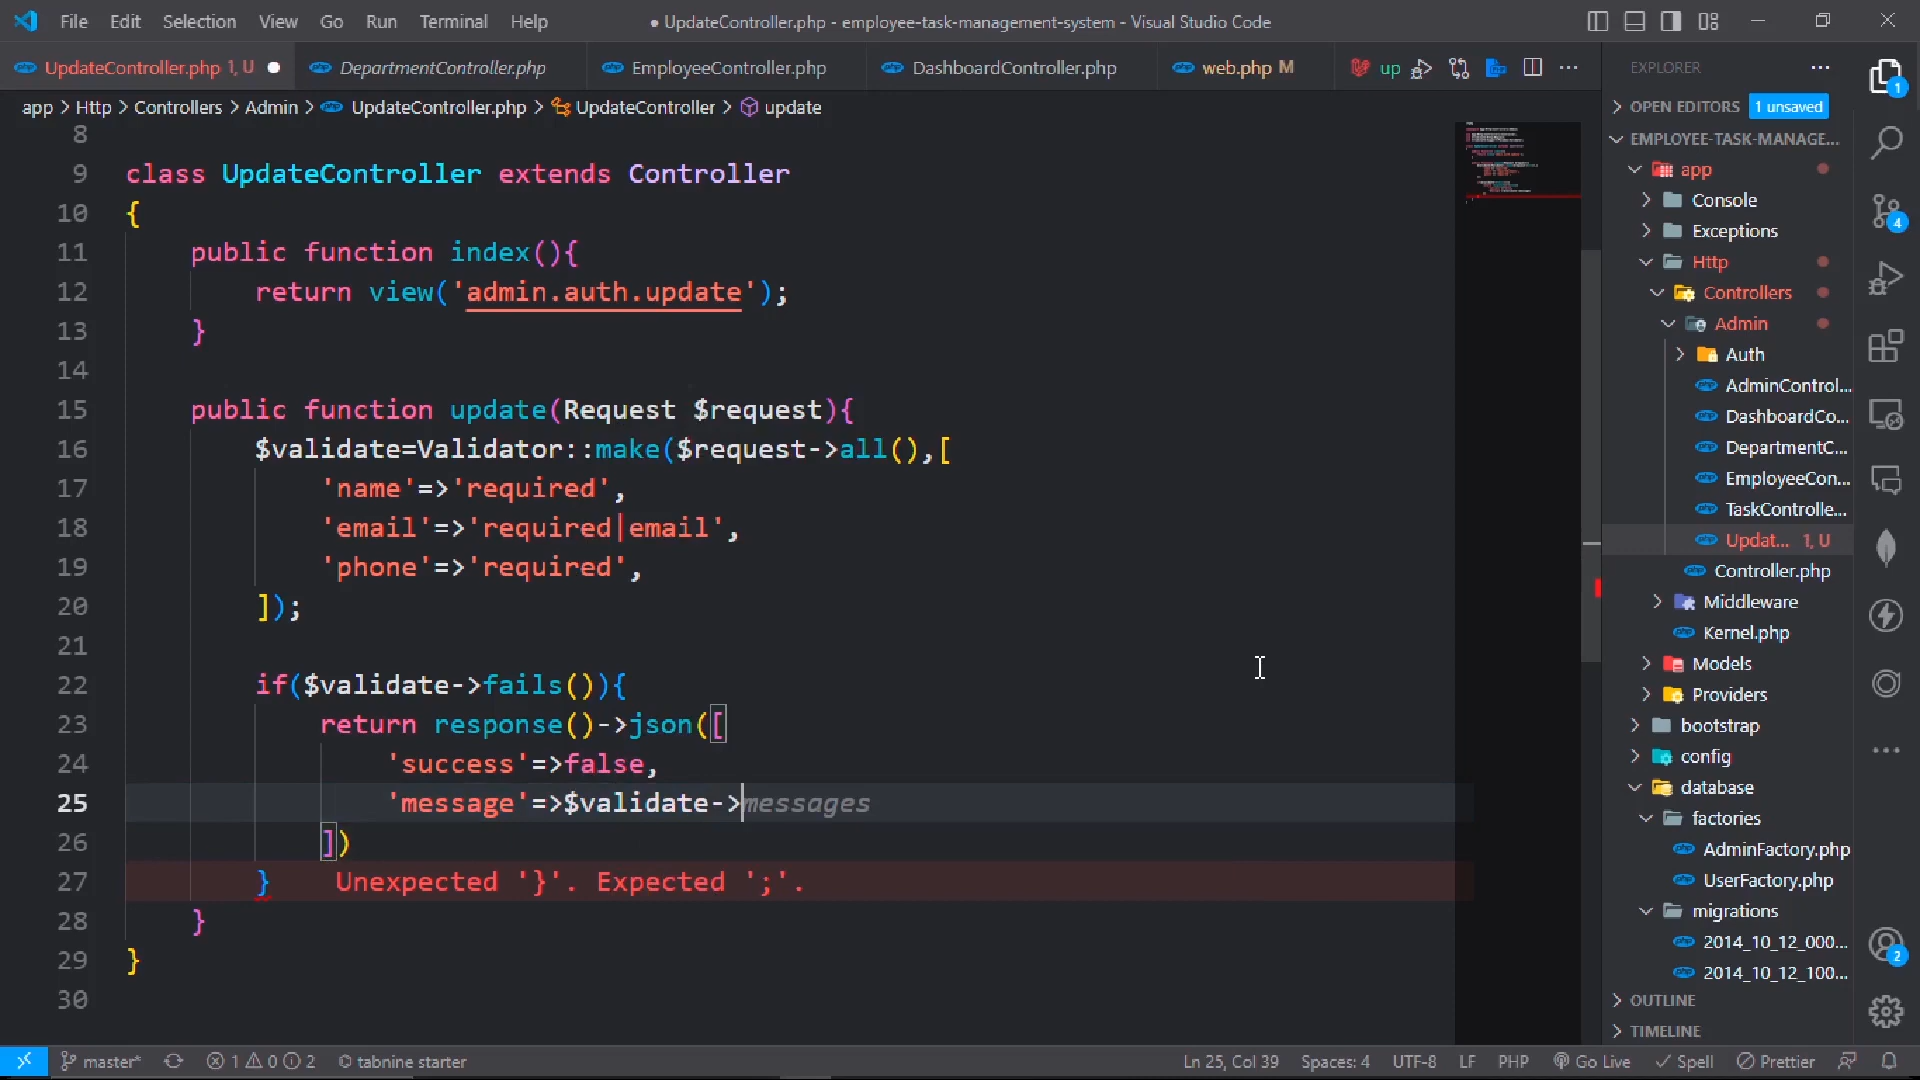 File Edit Selection View Go Run Terminal Help
● UpdateController.php - employee-task-management-system - Visual Studio Code
UpdateController.php 1, U
DepartmentController.php
EmployeeController.php
DashboardController.php
web.php M
up
app > Http > Controllers > Admin > UpdateController.php > UpdateController > update
8
9 class UpdateController extends Controller
10 {
11 public function index(){
12 return view('admin.auth.update');
13 }
14
15 public function update(Request $request){
16 $validate=Validator::make($request->all(),[
17 'name'=>'required',
18 'email'=>'required|email',
19 'phone'=>'required',
20 ]);
21
22 if($validate->fails()){
23 return response()->json([
24 'success'=>false,
25 'message'=>$validate->messages
26 ])
27 } Unexpected '}'. Expected ';'.
28 }
29 }
30
EXPLORER
OPEN EDITORS 1 unsaved
EMPLOYEE-TASK-MANAGE...
app
Console
Exceptions
Http
Controllers
Admin
Auth
AdminControl...
DashboardCo...
DepartmentC...
EmployeeCon...
TaskControlle...
Updat... 1, U
Controller.php
Middleware
Kernel.php
Models
Providers
bootstrap
config
database
factories
AdminFactory.php
UserFactory.php
migrations
2014_10_12_000...
2014_10_12_100...
OUTLINE
TIMELINE
1
4
2
master* 1 0 2 tabnine starter
Ln 25, Col 39 Spaces: 4 UTF-8 LF PHP Go Live Spell Prettier